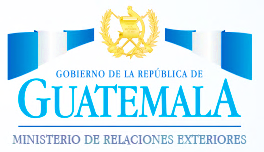 GOBIERNO DE LA REPÚBLICA DE
GUATEMALA
MINISTERIO DE RELACIONES EXTERIORES